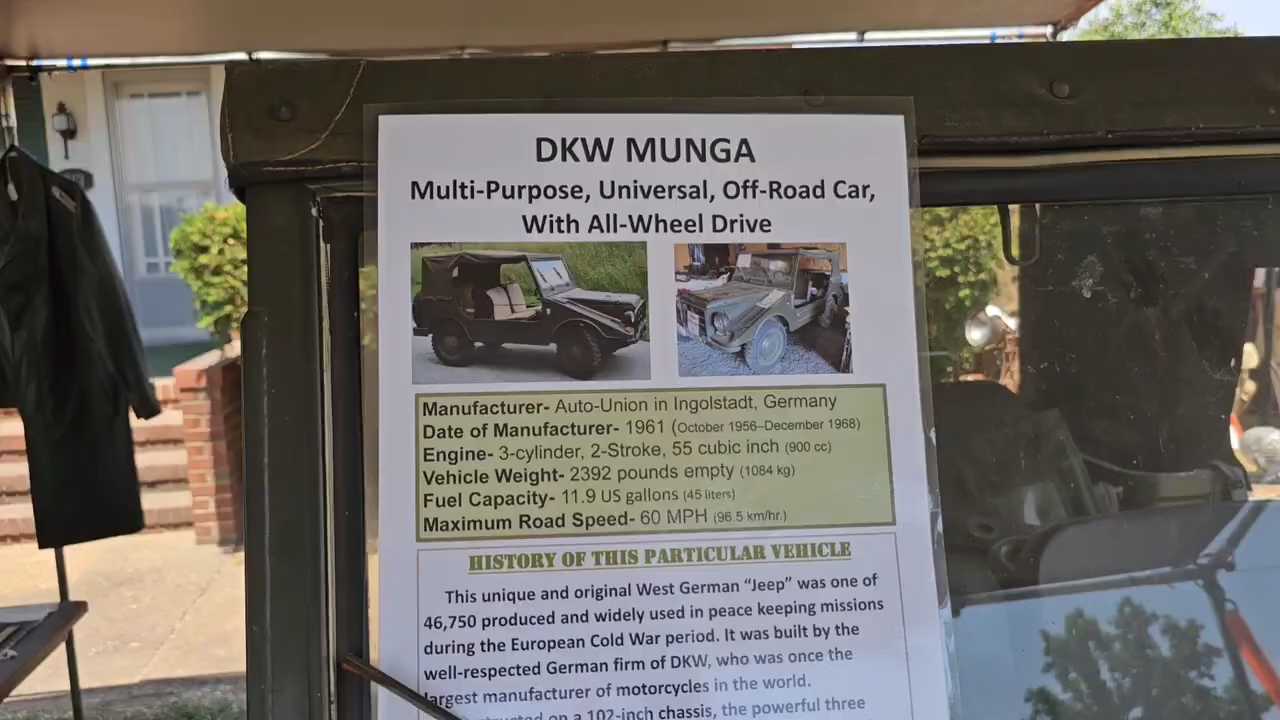 DKW MUNGA
Multi-Purpose, Universal, Off-Road Car,
With All-Wheel Drive
Manufacturer- Auto-Union in Ingolstadt, Germany
Date of Manufacturer- 1961 (October 1956–December 1968)
Engine- 3-cylinder, 2-Stroke, 55 cubic inch (900 cc)
Vehicle Weight- 2392 pounds empty (1084 kg)
Fuel Capacity- 11.9 US gallons (45 liters)
Maximum Road Speed- 60 MPH (96.5 km/hr.)
HISTORY OF THIS PARTICULAR VEHICLE
This unique and original West German “Jeep” was one of
46,750 produced and widely used in peace keeping missions
during the European Cold War period. It was built by the
well-respected German firm of DKW, who was once the
largest manufacturer of motorcycles in the world.
on a 102-inch chassis, the powerful three